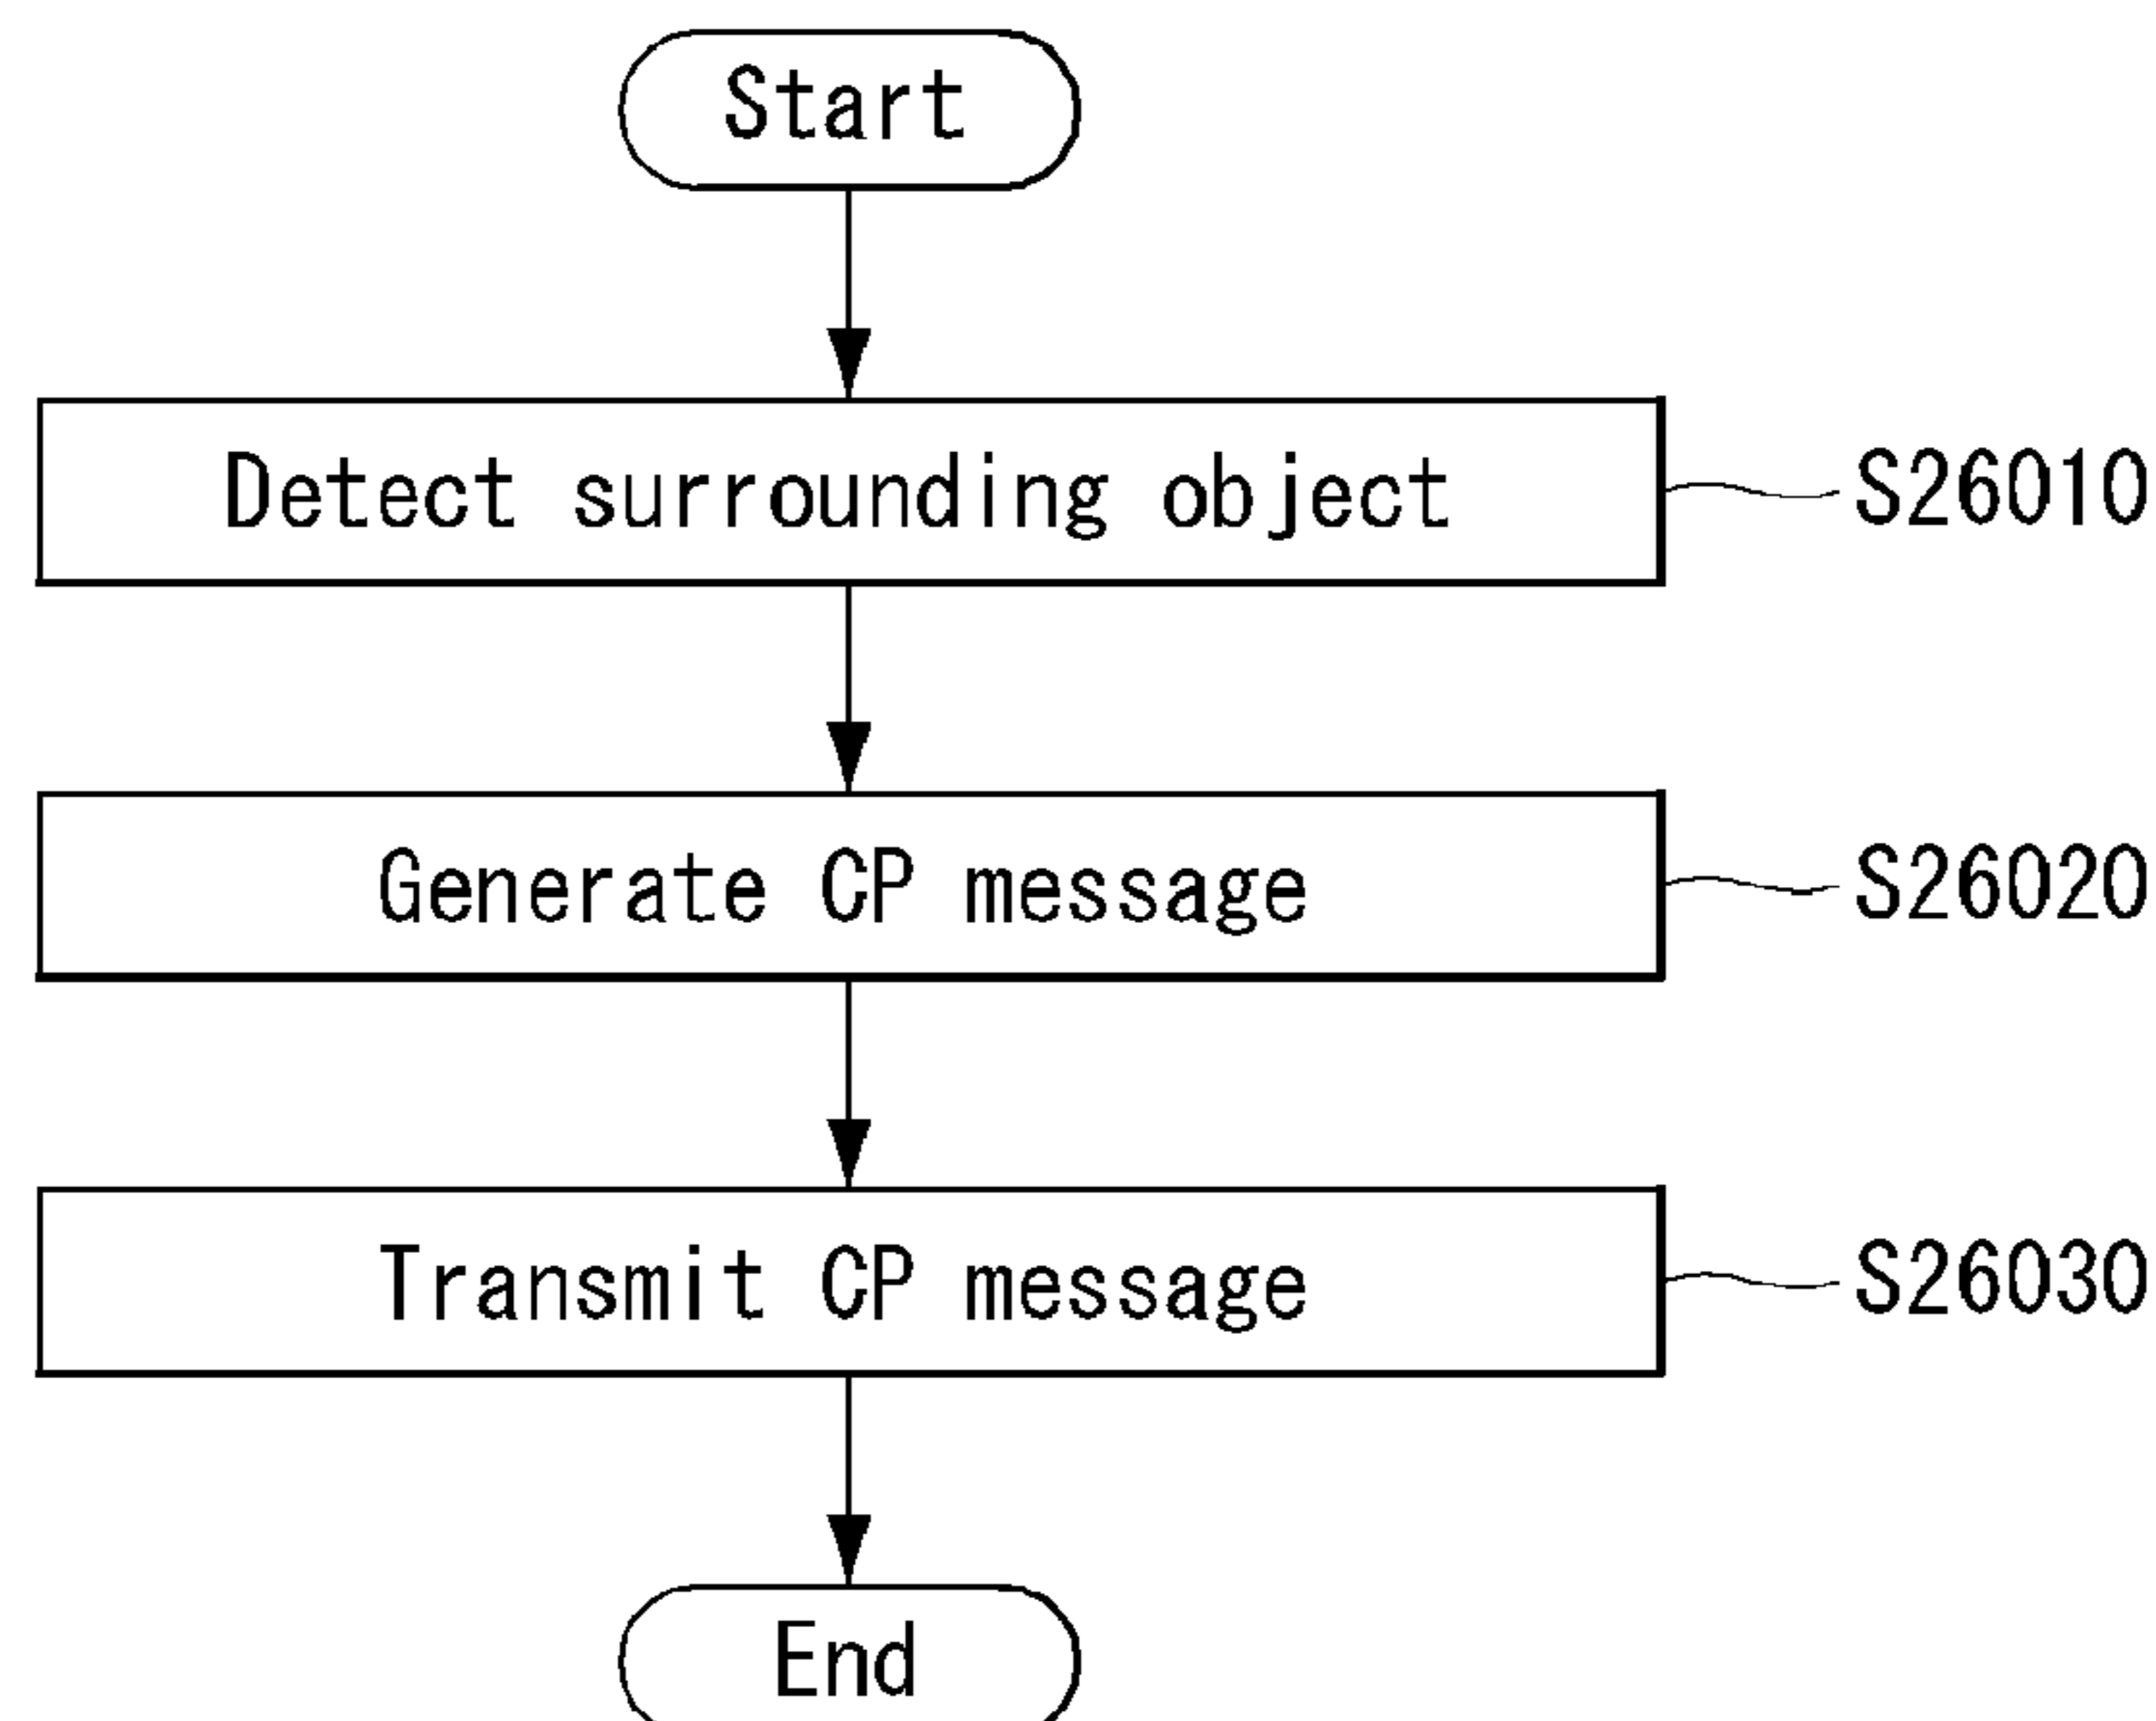 Start
Detect surrounding object
S26010
Generate CP message
S26020
Transmit CP message
S26030
End